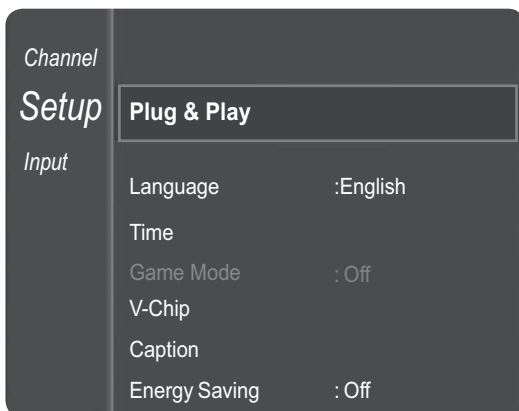 Channel
Setup
Input
Plug & Play
Language :English
Time
Game Mode : Off
V-Chip
Caption
Energy Saving : Off